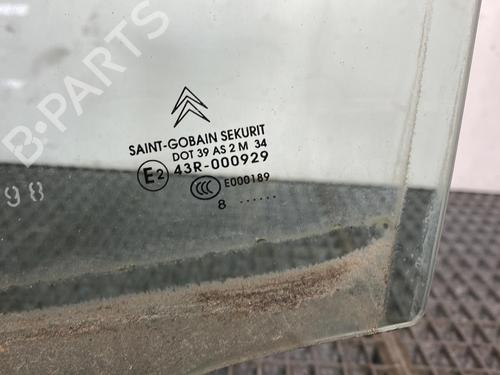 B-PARTS
SAINT-GOBAIN SEKURIT
DOT 39 AS 2 M 34
E2 43R-000929
CCC E000189
8 ......
98